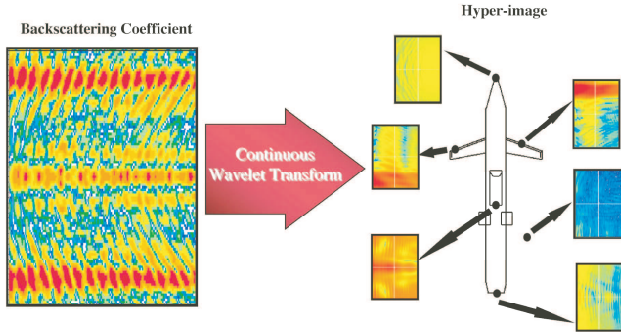 Hyper-image
Backscattering Coefficient
Continuous
Wavelet Transform